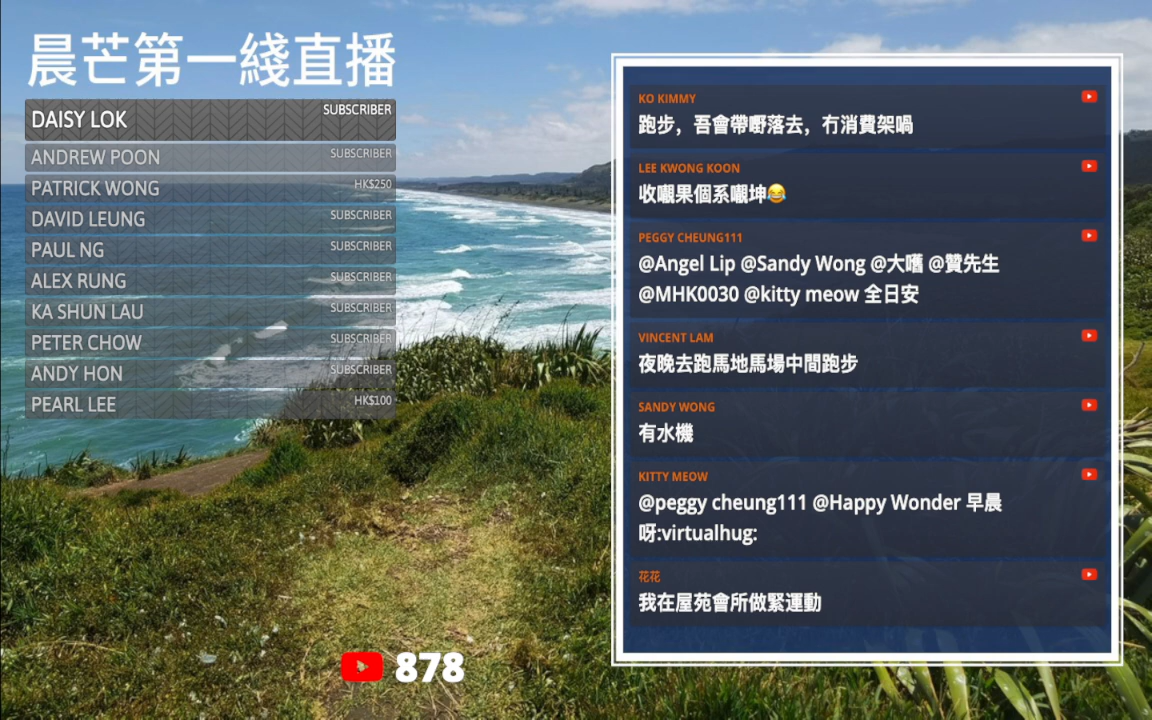 晨芒第一綫直播
DAISY LOK SUBSCRIBER
ANDREW POON SUBSCRIBER
PATRICK WONG HK$250
DAVID LEUNG SUBSCRIBER
PAUL NG SUBSCRIBER
ALEX RUNG SUBSCRIBER
KA SHUN LAU SUBSCRIBER
PETER CHOW SUBSCRIBER
ANDY HON SUBSCRIBER
PEARL LEE HK$100
878
KO KIMMY
跑步，吾會帶嘢落去，冇消費架喎
LEE KWONG KOON
收嚫果個系嚫坤😂
PEGGY CHEUNG111
@Angel Lip @Sandy Wong @大嚿 @贊先生
@MHK0030 @kitty meow 全日安
VINCENT LAM
夜晚去跑馬地馬場中間跑步
SANDY WONG
有水機
KITTY MEOW
@peggy cheung111 @Happy Wonder 早晨
呀:virtualhug:
花花
我在屋苑會所做緊運動